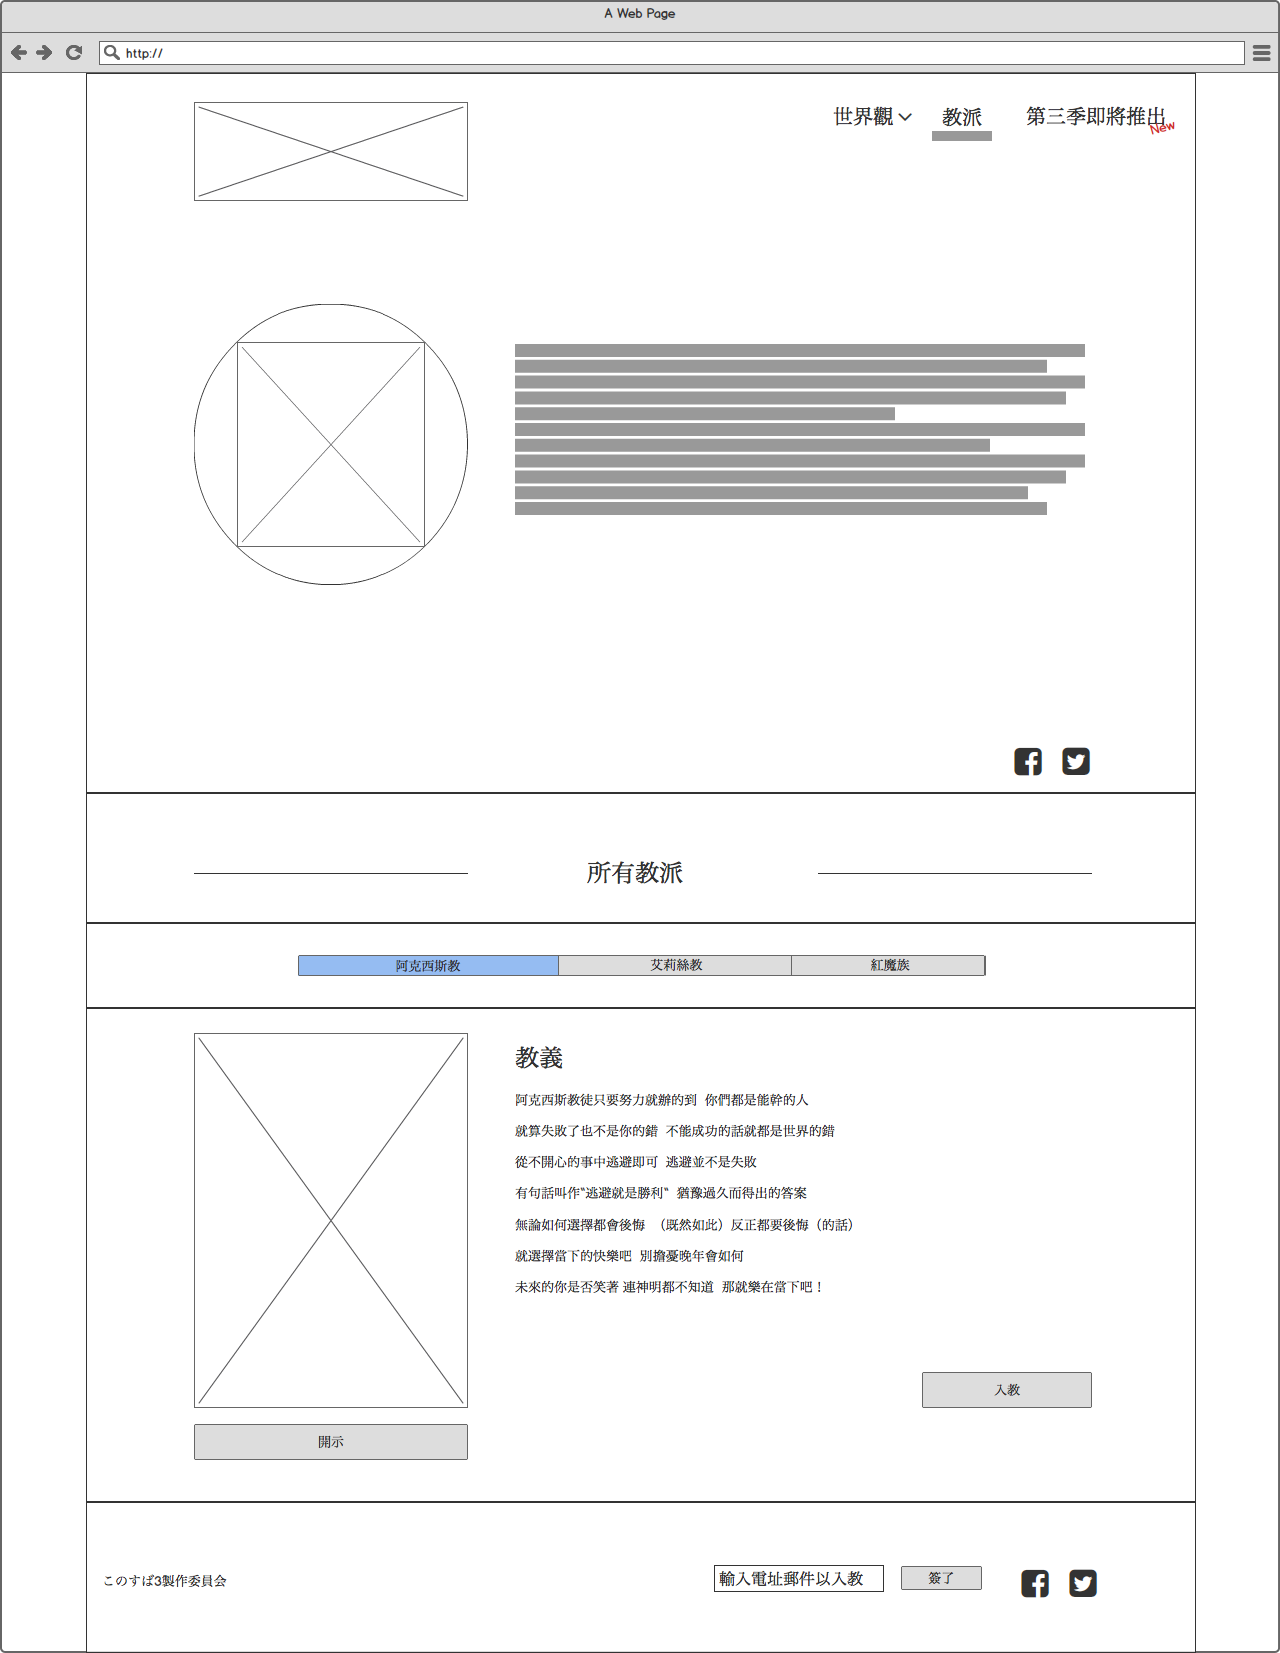 A Web Page
http://
世界觀
教派
第三季即將推出
New
所有教派
阿克西斯教
艾莉絲教
紅魔族
教義
阿克西斯教徒只要努力就辦的到 你們都是能幹的人
就算失敗了也不是你的錯 不能成功的話就都是世界的錯
從不開心的事中逃避即可 逃避並不是失敗
有句話叫作“逃避就是勝利“ 猶豫過久而得出的答案
無論如何選擇都會後悔 （既然如此）反正都要後悔（的話）
就選擇當下的快樂吧 別擔憂晚年會如何
未來的你是否笑著 連神明都不知道 那就樂在當下吧！
入教
開示
このすば3製作委員会
輸入電址郵件以入教
簽了